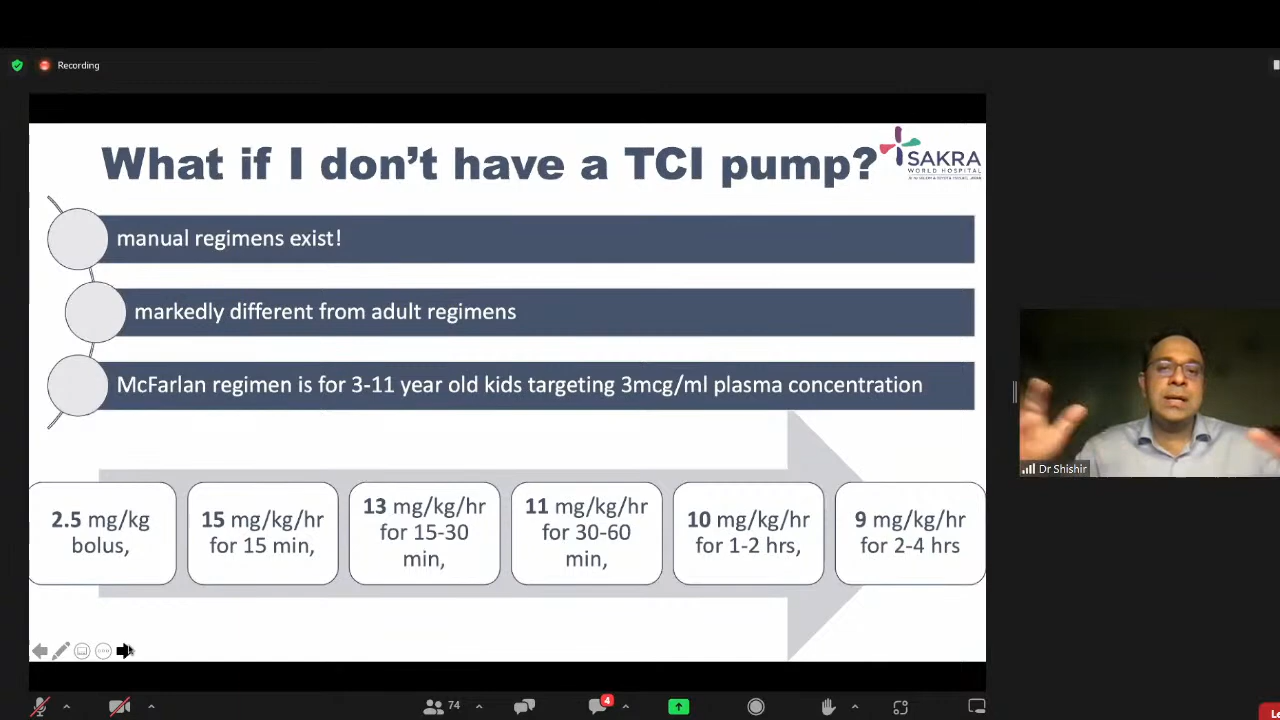 Recording
What if I don't have a TCI pump?
SAKRA
WORLD HOSPITAL
manual regimens exist!
markedly different from adult regimens
McFarlan regimen is for 3-11 year old kids targeting 3mcg/ml plasma concentration
2.5 mg/kg
bolus,
15 mg/kg/hr
for 15 min,
13 mg/kg/hr
for 15-30
min,
11 mg/kg/hr
for 30-60
min,
10 mg/kg/hr
for 1-2 hrs,
9 mg/kg/hr
for 2-4 hrs
Dr Shishir
74
4